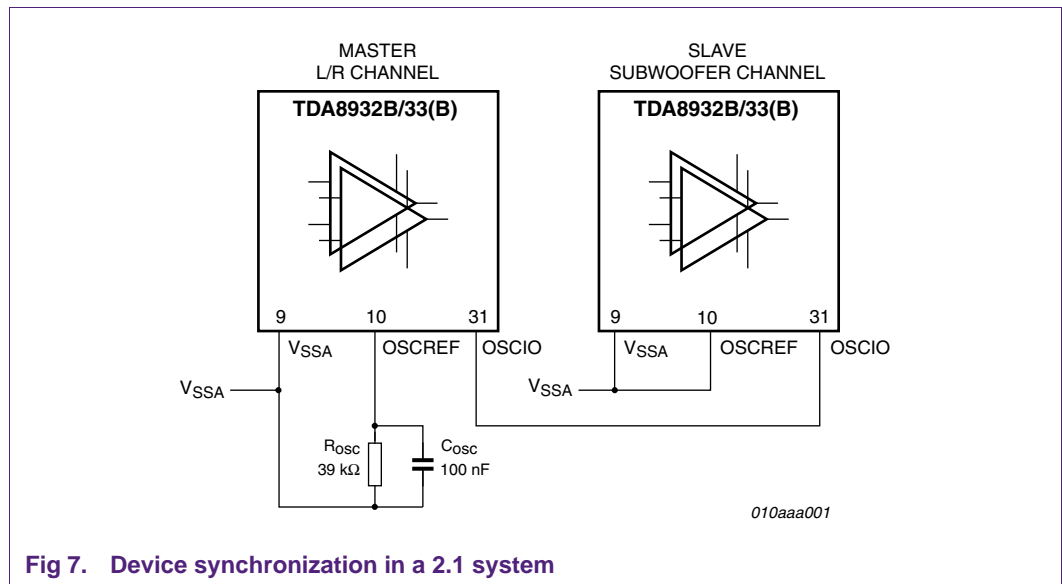 MASTER
L/R CHANNEL
SLAVE
SUBWOOFER CHANNEL
TDA8932B/33(B)
TDA8932B/33(B)
9 10 31
9 10 31
VSSA OSCREF OSCIO
VSSA OSCREF OSCIO
VSSA
VSSA
Rosc
39 kΩ
Cosc
100 nF
010aaa001
Fig 7. Device synchronization in a 2.1 system